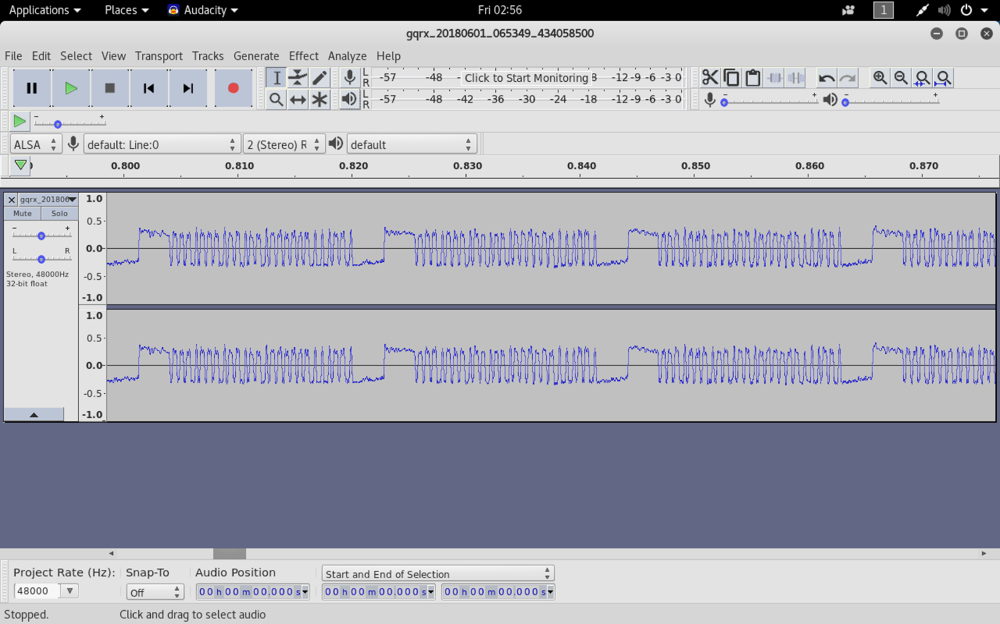 Applications Places Audacity Fri 02:56 1
gqrx_20180601_065349_434058500
File Edit Select View Transport Tracks Generate Effect Analyze Help
L R -57 -48 - Click to Start Monitoring 8 -12 -9 -6 -3 0
L R -57 -48 -42 -36 -30 -24 -18 -12 -9 -6 -3 0
- + - +
- +
ALSA default: Line:0 2 (Stereo) R default
0.800 0.810 0.820 0.830 0.840 0.850 0.860 0.870
gqrx_201806 1.0
Mute Solo
0.5
- +
0.0
L R
Stereo, 48000Hz
-0.5
32-bit float
-1.0
1.0
0.5
0.0
-0.5
-1.0
Project Rate (Hz): Snap-To Audio Position Start and End of Selection
48000 Off 00 h 00 m 00.000 s 00 h 00 m 00.000 s 00 h 00 m 00.000 s
Stopped. Click and drag to select audio